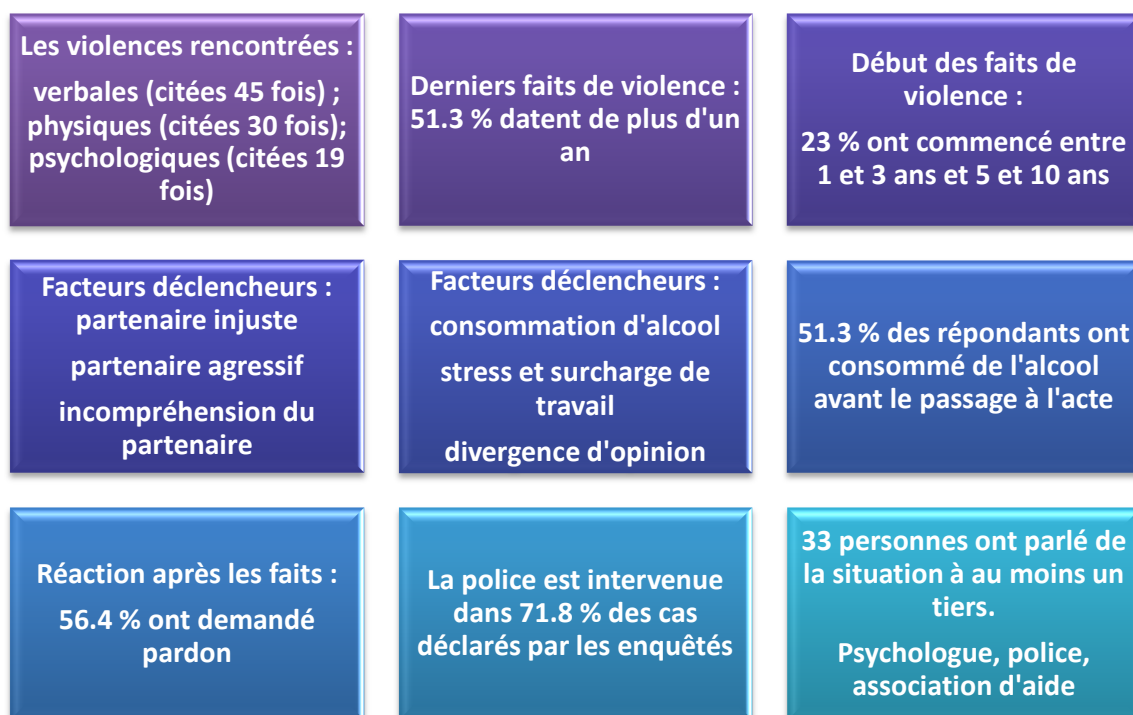 Les violences rencontrées :
verbales (citées 45 fois) ;
physiques (citées 30 fois);
psychologiques (citées 19
fois)
Derniers faits de violence :
51.3 % datent de plus d'un
an
Début des faits de
violence :
23 % ont commencé entre
1 et 3 ans et 5 et 10 ans
Facteurs déclencheurs :
partenaire injuste
partenaire agressif
incompréhension du
partenaire
Facteurs déclencheurs :
consommation d'alcool
stress et surcharge de
travail
divergence d'opinion
51.3 % des répondants ont
consommé de l'alcool
avant le passage à l'acte
Réaction après les faits :
56.4 % ont demandé
pardon
La police est intervenue
dans 71.8 % des cas
déclarés par les enquêtés
33 personnes ont parlé de
la situation à au moins un
tiers.
Psychologue, police,
association d'aide